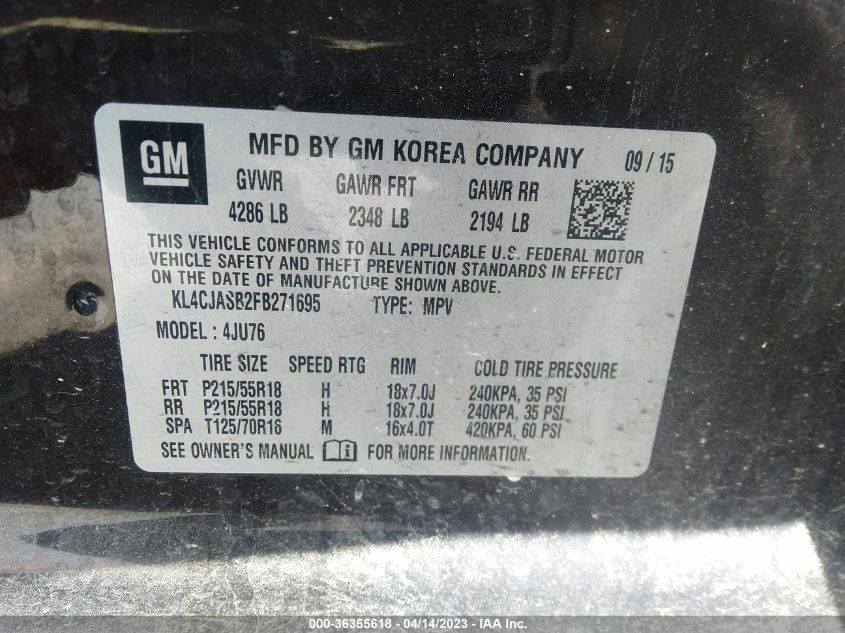 GM
MFD BY GM KOREA COMPANY 09/15
GVWR GAWR FRT GAWR RR
4286 LB 2348 LB 2194 LB
THIS VEHICLE CONFORMS TO ALL APPLICABLE U.S. FEDERAL MOTOR
VEHICLE SAFETY AND THEFT PREVENTION STANDARDS IN EFFECT
ON THE DATE OF MANUFACTURE SHOWN ABOVE.
KL4CJASB2FB271695 TYPE: MPV
MODEL: 4JU76
TIRE SIZE SPEED RTG RIM COLD TIRE PRESSURE
FRT P215/55R18 H 18x7.0J 240KPA, 35 PSI
RR P215/55R18 H 18x7.0J 240KPA, 35 PSI
SPA T125/70R16 M 16x4.0T 420KPA, 60 PSI
SEE OWNER'S MANUAL FOR MORE INFORMATION.
000-36355618 - 04/14/2023 - IAA Inc.